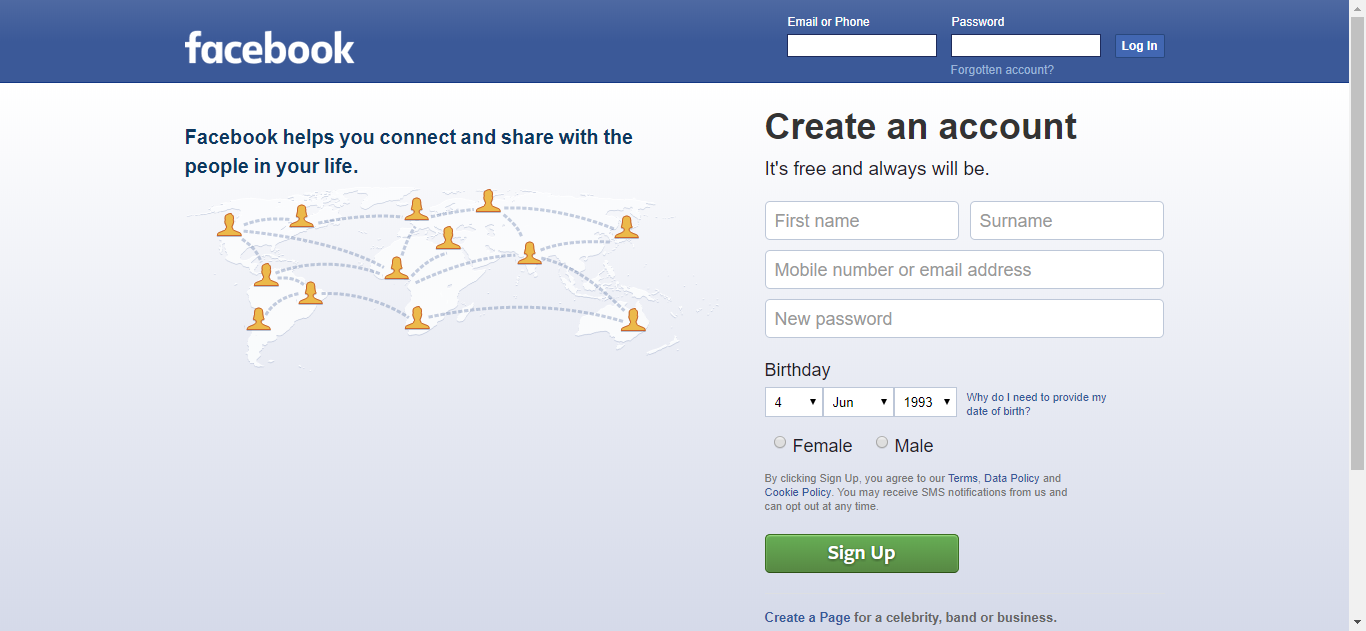 facebook
Email or Phone
Password
Log In
Forgotten account?
Facebook helps you connect and share with the
people in your life.
Create an account
It's free and always will be.
First name
Surname
Mobile number or email address
New password
Birthday
4
Jun
1993
Why do I need to provide my
date of birth?
Female
Male
By clicking Sign Up, you agree to our Terms, Data Policy and
Cookie Policy. You may receive SMS notifications from us and
can opt out at any time.
Sign Up
Create a Page for a celebrity, band or business.